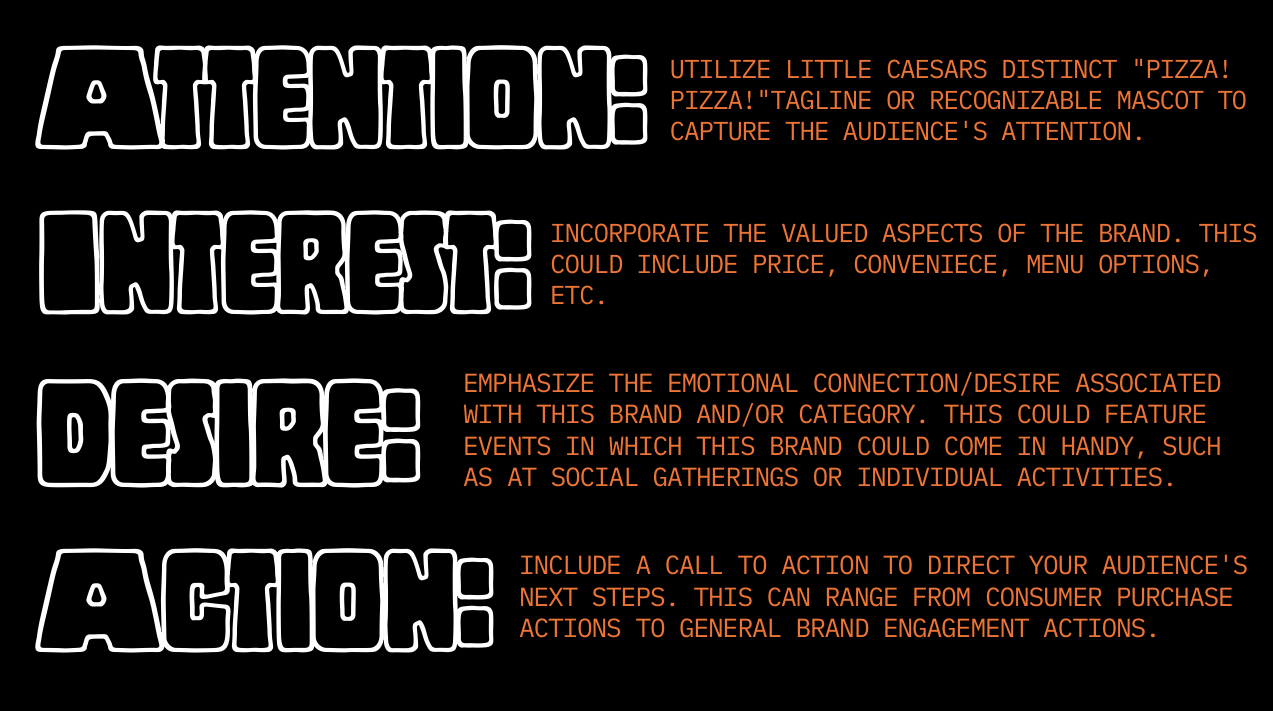 ATTENTION:
UTILIZE LITTLE CAESARS DISTINCT "PIZZA!
PIZZA!"TAGLINE OR RECOGNIZABLE MASCOT TO
CAPTURE THE AUDIENCE'S ATTENTION.
INTEREST:
INCORPORATE THE VALUED ASPECTS OF THE BRAND. THIS
COULD INCLUDE PRICE, CONVENIECE, MENU OPTIONS,
ETC.
DESIRE:
EMPHASIZE THE EMOTIONAL CONNECTION/DESIRE ASSOCIATED
WITH THIS BRAND AND/OR CATEGORY. THIS COULD FEATURE
EVENTS IN WHICH THIS BRAND COULD COME IN HANDY, SUCH
AS AT SOCIAL GATHERINGS OR INDIVIDUAL ACTIVITIES.
ACTION:
INCLUDE A CALL TO ACTION TO DIRECT YOUR AUDIENCE'S
NEXT STEPS. THIS CAN RANGE FROM CONSUMER PURCHASE
ACTIONS TO GENERAL BRAND ENGAGEMENT ACTIONS.